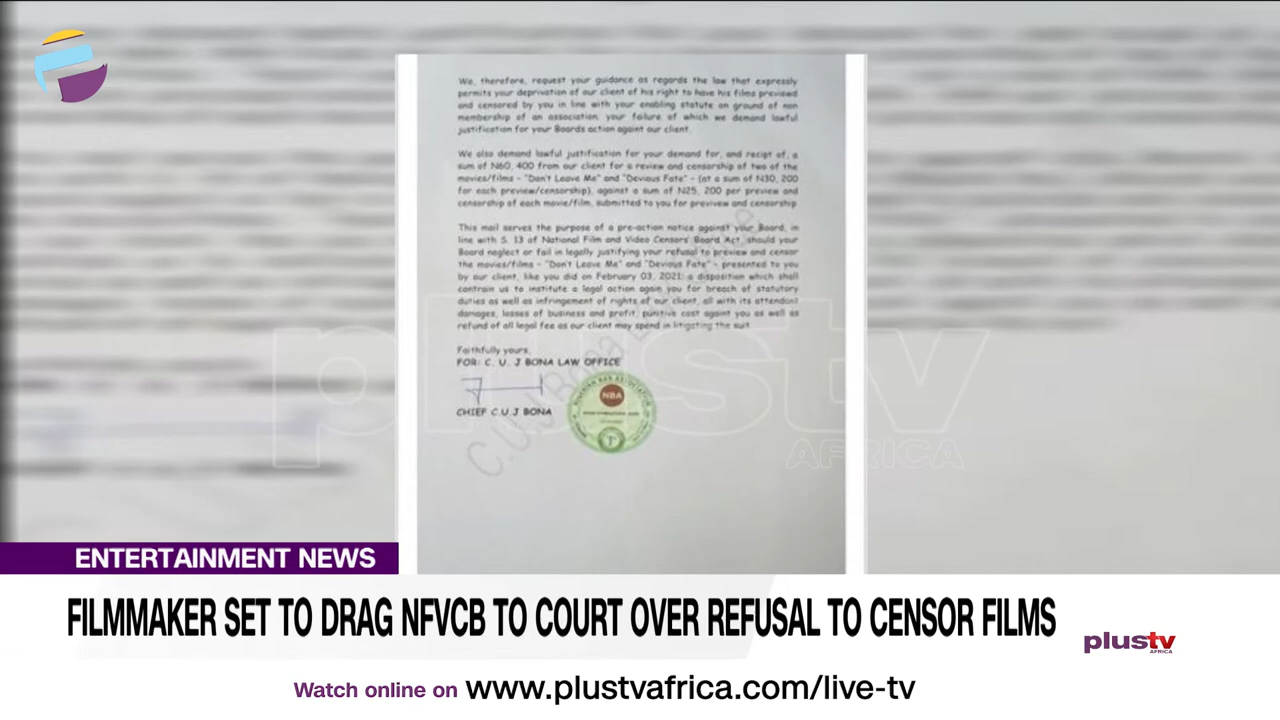 We, therefore, request your guidance as regards the law that expressly
permits your deprivation of our client of his right to have his films previewd
and censored by you in line with your enabling statute on ground of non
membership of an association, your failure of which we demand lawful
justification for your Boards action againt our client.
We also demand lawful justification for your demand for, and recipt of, a
sum of N60, 400 from our client for a review and censorship of two of the
movies/films - "Don't Leave Me" and "Devious Fate" - (at a sum of N30, 200
for each preview/censorship), against a sum of N25, 200 per preview and
censorship of each movie/film, submitted to you for previvew and censorship
This mail serves the purpose of a pre-action notice against your Board, in
line with S. 13 of National Film and Video Censors' Board Act, should your
Board neglect or fail in legally justifying your refusal to preview and censor
the movies/films - "Don't Leave Me" and "Devious Fate" - presented to you
by our client, like you did on February 03, 2021; a disposition which shall
contrain us to institute a legal action again you for breach of statutory
duties as well as infringement of rights of our client, all with its attendant
damages, losses of business and profit, punitive cost againt you as well as
refund of all legal fee as our client may spend in litigating the suit
Faithfully yours,
FOR: C. U. J BONA LAW OFFICE
CHIEF C.U.J BONA
NIGERIAN BAR ASSOCIATION
NBA
C.U.J Bona
plustv
AFRICA
ENTERTAINMENT NEWS
FILMMAKER SET TO DRAG NFVCB TO COURT OVER REFUSAL TO CENSOR FILMS
plustv
AFRICA
Watch online on www.plustvafrica.com/live-tv